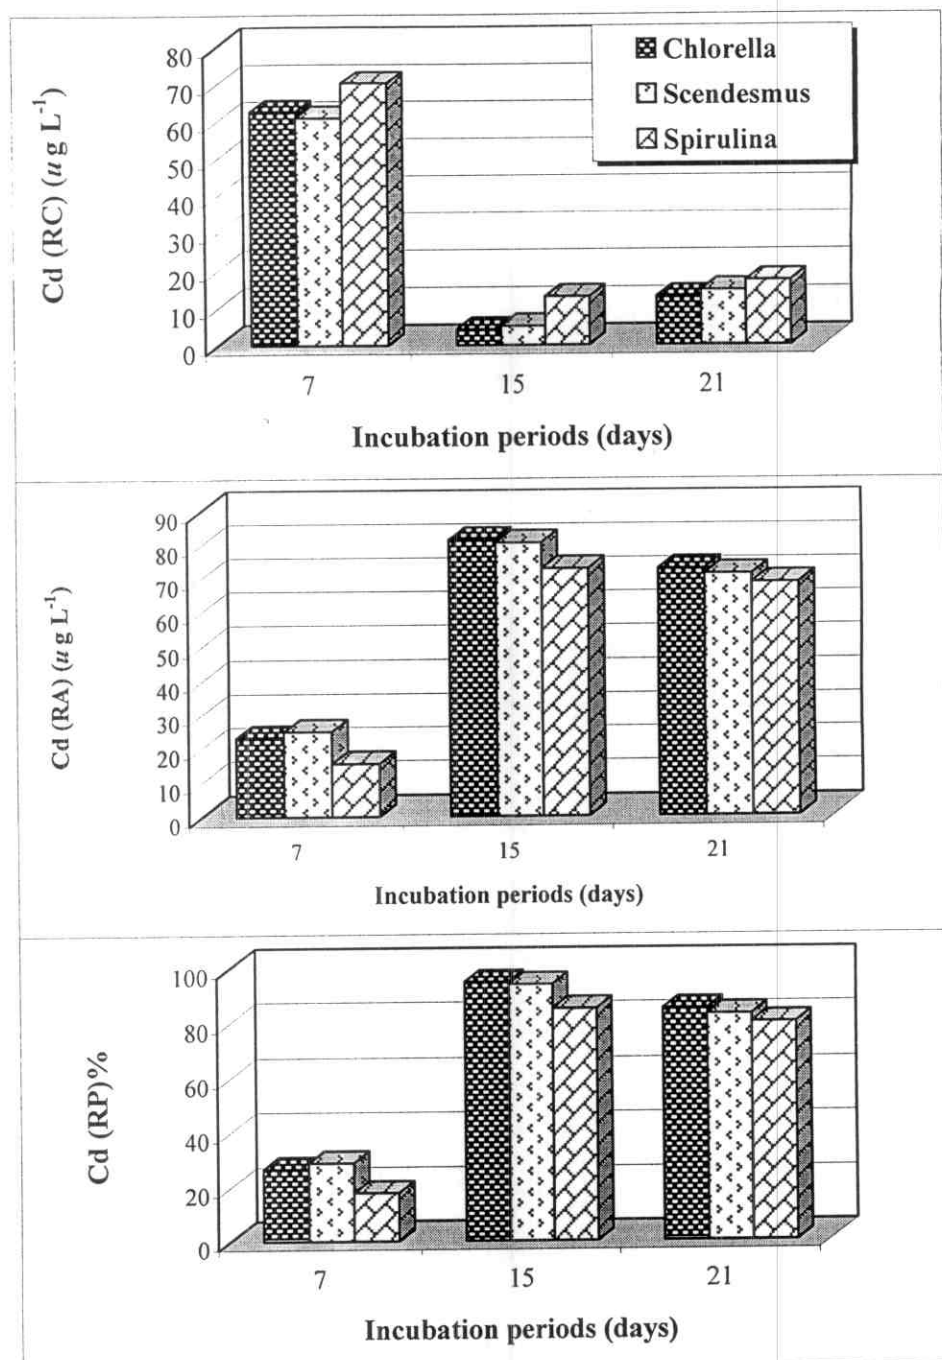 Cd (RC) (u g L-1)
80
70
60
50
40
30
20
10
0
Chlorella
Scendesmus
Spirulina
7 15 21
Incubation periods (days)
Cd (RA) (u g L-1)
90
80
70
60
50
40
30
20
10
0
7 15 21
Incubation periods (days)
Cd (RP)%
100
80
60
40
20
0
7 15 21
Incubation periods (days)